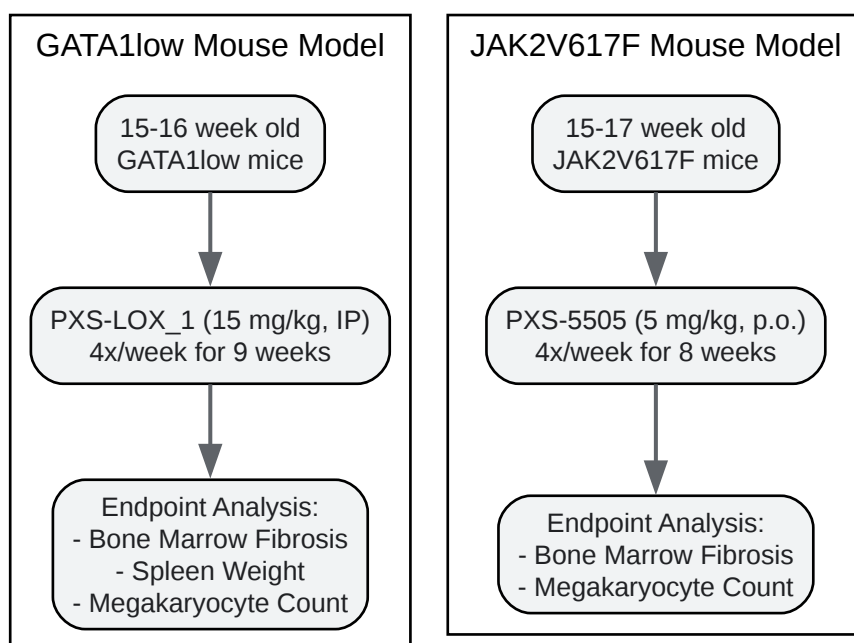 GATA1low Mouse Model
15-16 week old
GATA1low mice
PXS-LOX_1 (15 mg/kg, IP)
4x/week for 9 weeks
Endpoint Analysis:
- Bone Marrow Fibrosis
- Spleen Weight
- Megakaryocyte Count
JAK2V617F Mouse Model
15-17 week old
JAK2V617F mice
PXS-5505 (5 mg/kg, p.o.)
4x/week for 8 weeks
Endpoint Analysis:
- Bone Marrow Fibrosis
- Megakaryocyte Count